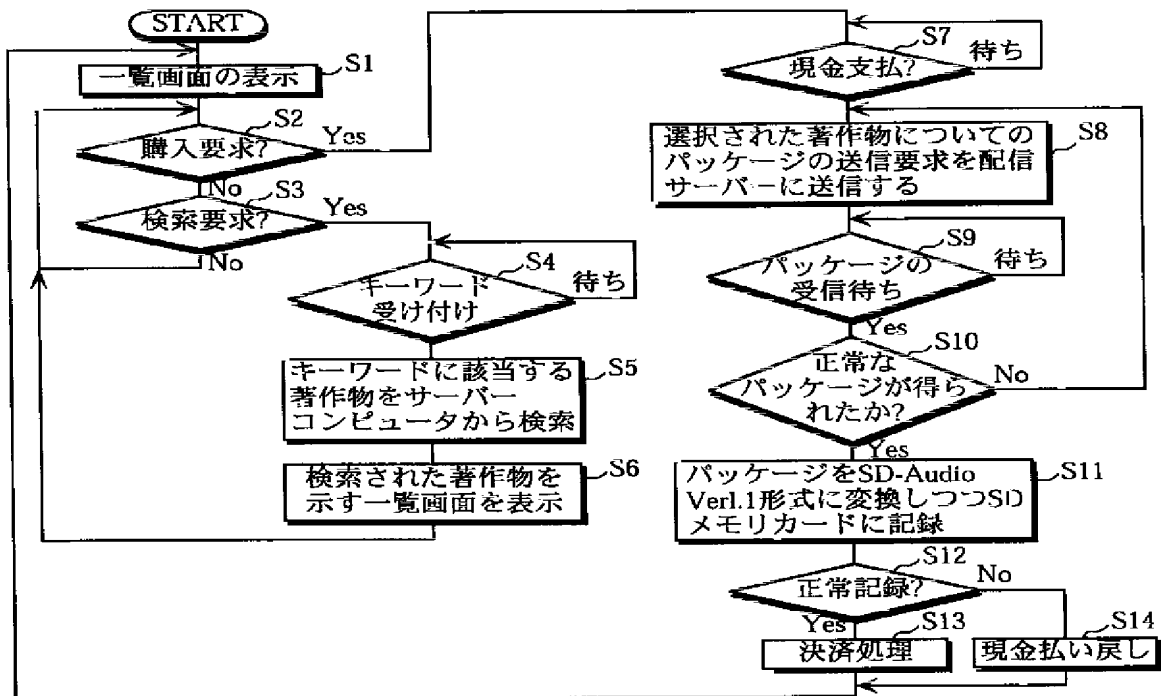 START
一覧画面の表示
S1
S2
購入要求?
Yes
No
S3
検索要求?
Yes
No
S4
キーワード
受け付け
待ち
キーワードに該当する
著作物をサーバー
コンピュータから検索
S5
検索された著作物を
示す一覧画面を表示
S6
S7
現金支払?
待ち
選択された著作物についての
パッケージの送信要求を配信
サーバーに送信する
S8
S9
パッケージの
受信待ち
待ち
Yes
S10
正常な
パッケージが得ら
れたか?
No
Yes
パッケージをSD-Audio
Ver1.1形式に変換しつつSD
メモリカードに記録
S11
S12
正常記録?
No
Yes
S13
決済処理
S14
現金払い戻し